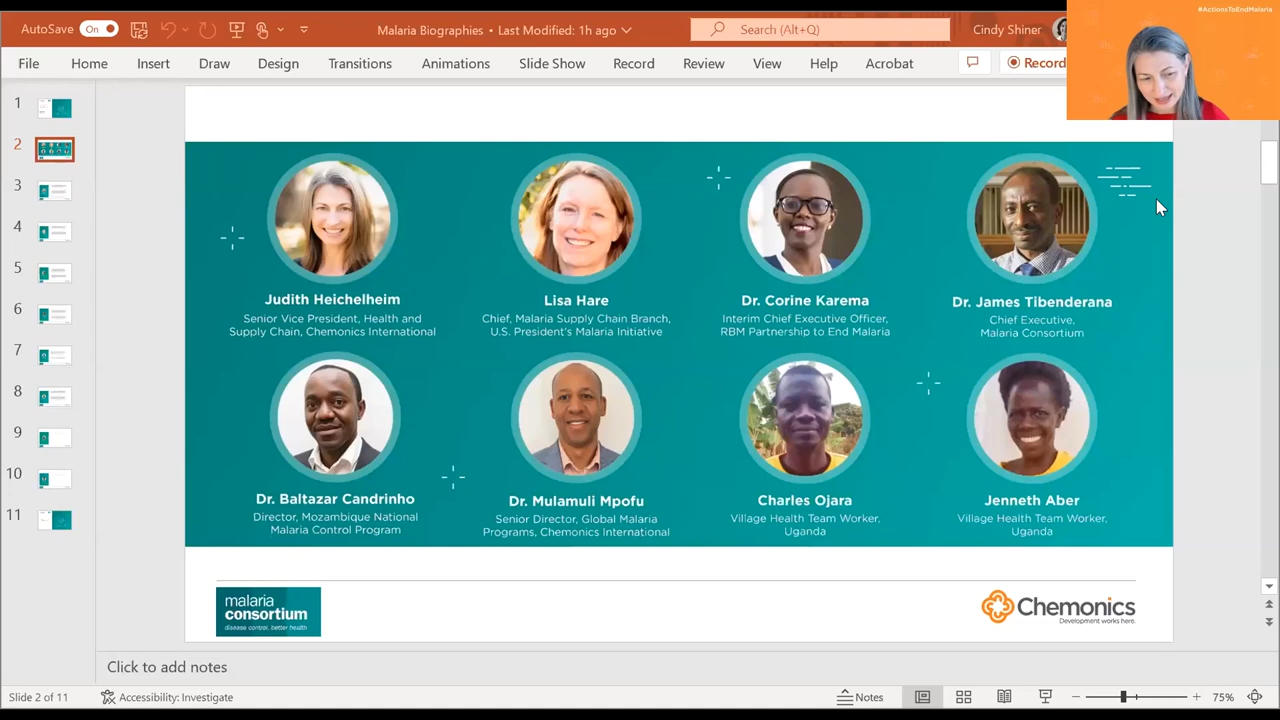 AutoSave On Malaria Biographies • Last Modified: 1h ago Search (Alt+Q) Cindy Shiner
#ActionsToEndMalaria
File Home Insert Draw Design Transitions Animations Slide Show Record Review View Help Acrobat Record
1
2
4
5
6
7
8
9
10
11
Judith Heichelheim
Senior Vice President, Health and
Supply Chain, Chemonics International
Lisa Hare
Chief, Malaria Supply Chain Branch,
U.S. President's Malaria Initiative
Dr. Corine Karema
Interim Chief Executive Officer,
RBM Partnership to End Malaria
Dr. James Tibenderana
Chief Executive,
Malaria Consortium
Dr. Baltazar Candrinho
Director, Mozambique National
Malaria Control Program
Dr. Mulamuli Mpofu
Senior Director, Global Malaria
Programs, Chemonics International
Charles Ojara
Village Health Team Worker,
Uganda
Jenneth Aber
Village Health Team Worker,
Uganda
malaria
consortium
disease control, better health
Chemonics
Development works here.
Click to add notes
Slide 2 of 11 Accessibility: Investigate Notes 75%